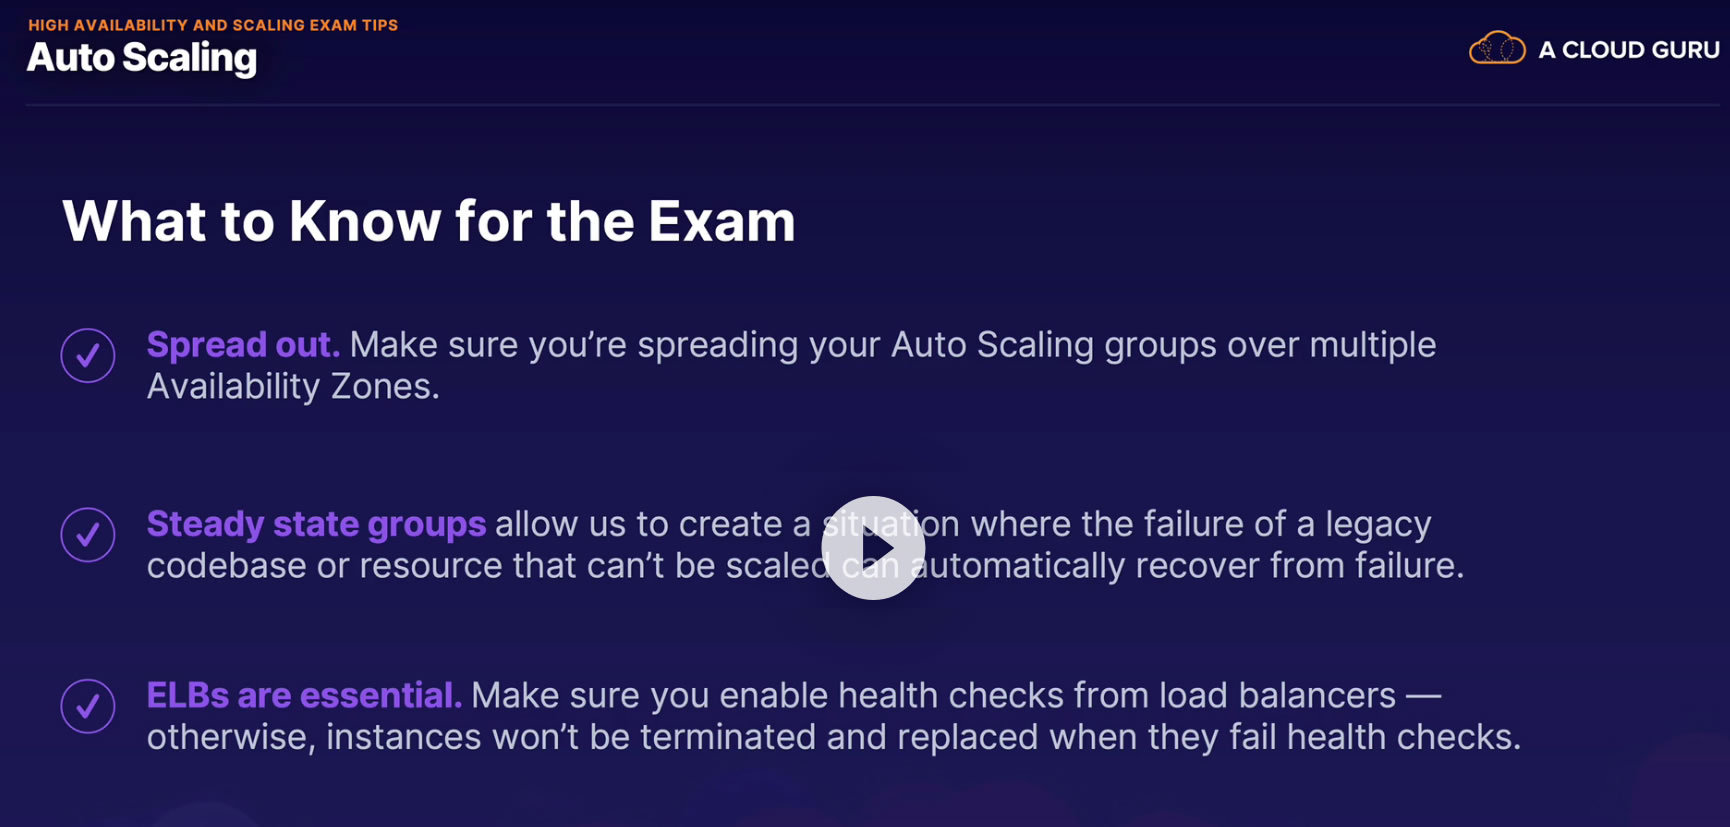 HIGH AVAILABILITY AND SCALING EXAM TIPS
Auto Scaling
A CLOUD GURU
What to Know for the Exam
Spread out. Make sure you’re spreading your Auto Scaling groups over multiple
Availability Zones.
Steady state groups allow us to create a situation where the failure of a legacy
codebase or resource that can’t be scaled can automatically recover from failure.
ELBs are essential. Make sure you enable health checks from load balancers —
otherwise, instances won’t be terminated and replaced when they fail health checks.